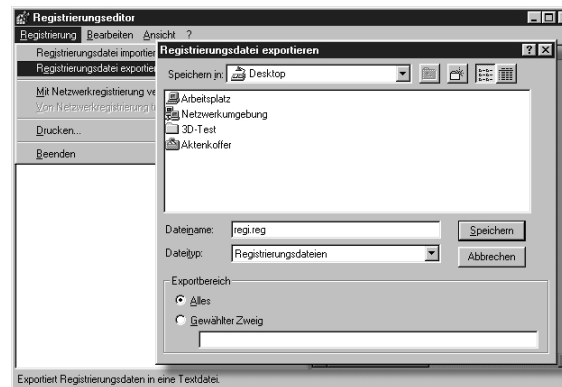 Registrierungseditor
Registrierung Bearbeiten Ansicht ?
Registrierungsdatei importier
Registrierungsdatei exportie
Mit Netzwerkregistrierung ve
Von Netzwerkregistrierung
Drucken...
Beenden
Registrierungsdatei exportieren
Speichern in: Desktop
Arbeitsplatz
Netzwerkumgebung
3D-Test
Aktenkoffer
Dateiname: regi.reg Speichern
Dateityp: Registrierungsdateien Abbrechen
Exportbereich
Alles
Gewählter Zweig
Exportiert Registrierungsdaten in eine Textdatei.